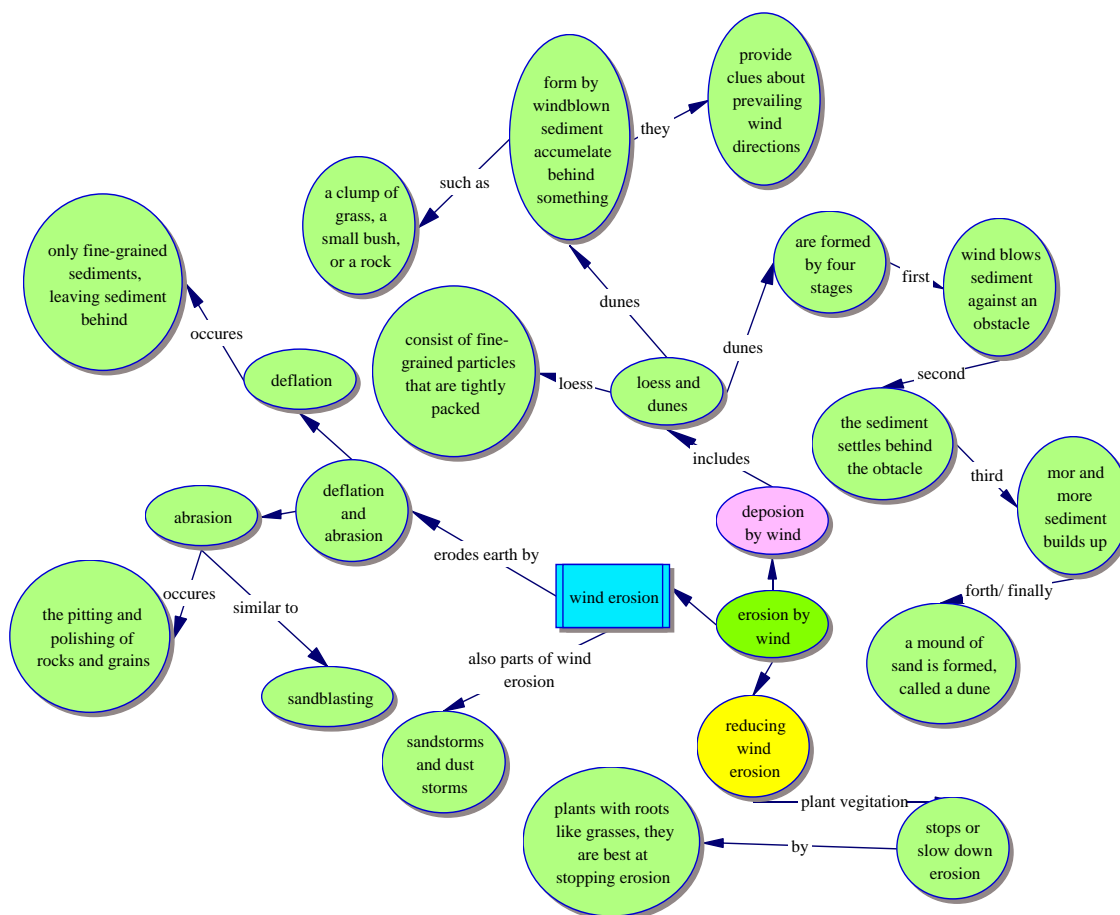 provide
clues about
prevailing
wind
directions
form by
windblown
sediment
accumelate
behind
something
they
such as
a clump of
grass, a
small bush,
or a rock
only fine-grained
sediments,
leaving sediment
behind
are formed
by four
stages
first
wind blows
sediment
against an
obstacle
dunes
dunes
occures
consist of fine-
grained particles
that are tightly
packed
loess
loess and
dunes
second
deflation
the sediment
settles behind
the obtacle
includes
third
mor and
more
sediment
builds up
deflation
and
abrasion
abrasion
deposion
by wind
erodes earth by
occures
similar to
wind erosion
erosion by
wind
forth/ finally
the pitting and
polishing of
rocks and grains
also parts of wind
erosion
a mound of
sand is formed,
called a dune
sandblasting
sandstorms
and dust
storms
reducing
wind
erosion
plant vegitation
plants with roots
like grasses, they
are best at
stopping erosion
by
stops or
slow down
erosion